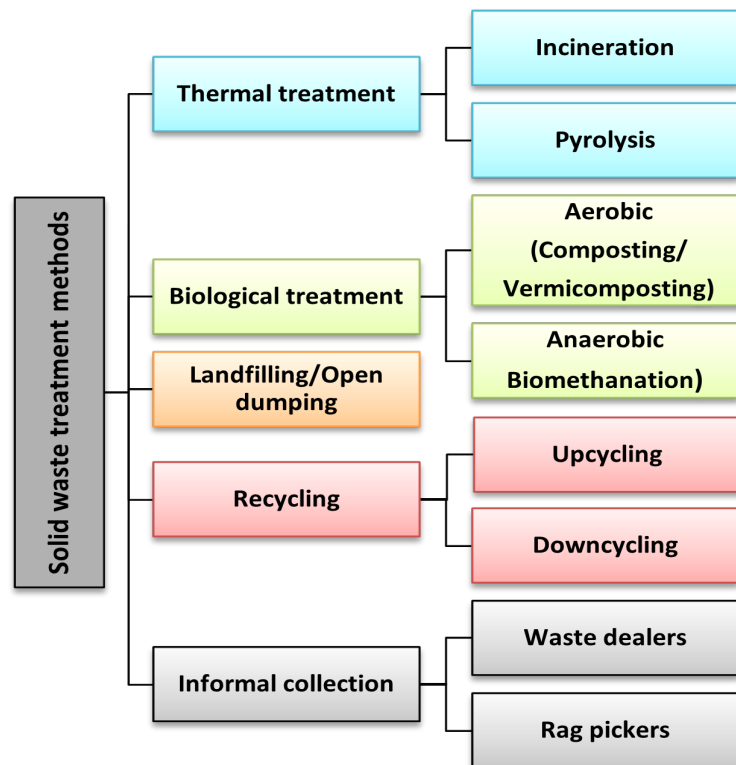 Solid waste treatment methods
Thermal treatment
Incineration
Pyrolysis
Biological treatment
Aerobic
(Composting/
Vermicomposting)
Anaerobic
Biomethanation)
Landfilling/Open
dumping
Recycling
Upcycling
Downcycling
Informal collection
Waste dealers
Rag pickers